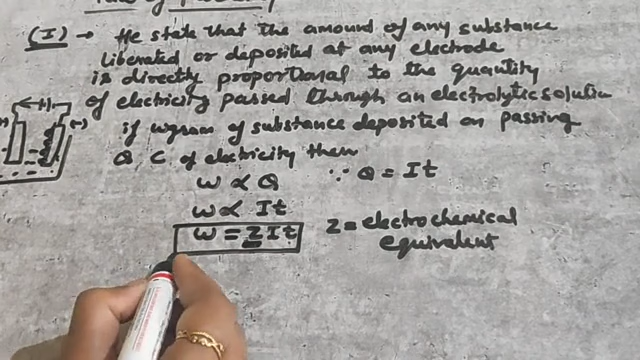 (I) → He state that the amount of any substance
liberated or deposited at any electrode
is directly proportional to the quantity
of electricity passed through an electrolytic solution
if w gram of substance deposited on passing
Q C of electricity then
w ∝ Q ∵ Q = It
w ∝ It
w = ZIt Z = electrochemical
equivalent